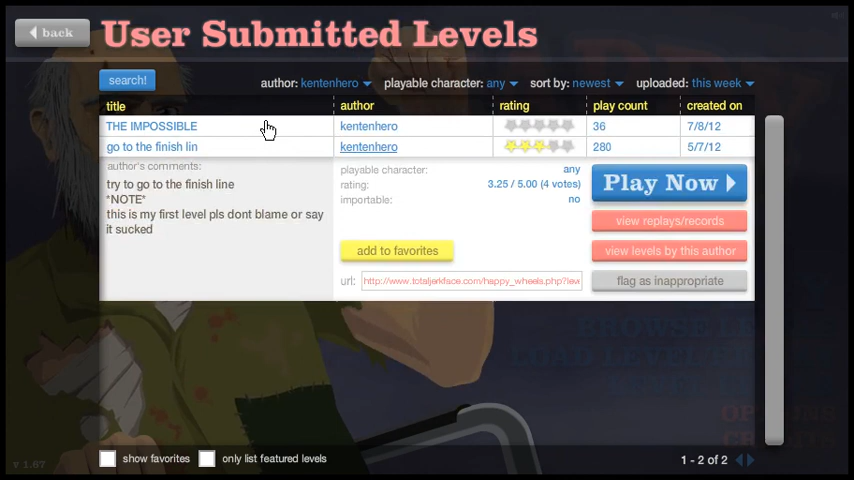 back
User Submitted Levels
search!
author: kentenhero playable character: any sort by: newest uploaded: this week
title author rating play count created on
THE IMPOSSIBLE kentenhero 36 7/8/12
go to the finish lin kentenhero 280 5/7/12
author's comments:
try to go to the finish line
*NOTE*
this is my first level pls dont blame or say
it sucked
playable character: any
rating: 3.25 / 5.00 (4 votes)
importable: no
add to favorites
url: http://www.totaljerkface.com/happy_wheels.php?leve
Play Now
view replays/records
view levels by this author
flag as inappropriate
OPTIONS
show favorites only list featured levels
1 - 2 of 2
v 1.67